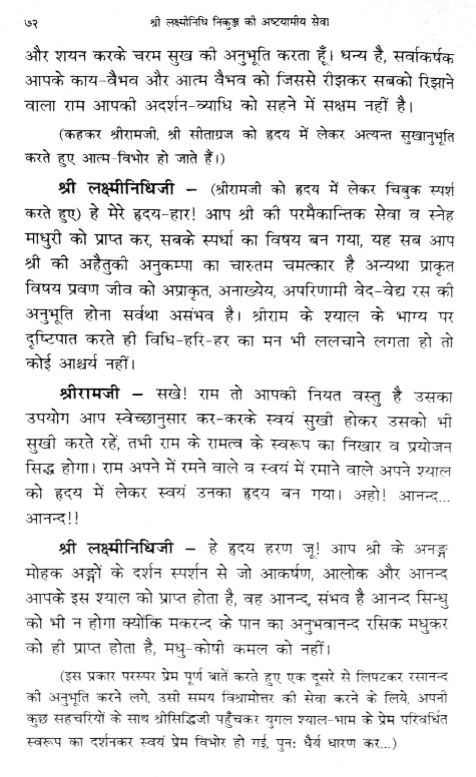 ७२ श्री लक्ष्मीनिधि निकुञ्ज की अष्टयामीय सेवा
और शयन करके चरम सुख की अनुभूति करता हूँ। धन्य है, सर्वाकर्षक
आपके काय-वैभव और आत्म वैभव को जिससे रीझकर सबको रिझाने
वाला राम आपकी अदर्शन-व्याधि को सहने में सक्षम नहीं है।
(कहकर श्रीरामजी, श्री सीताग्रज को हृदय में लेकर अत्यन्त सुखानुभूति
करते हुए आत्म-विभोर हो जाते हैं।)
श्री लक्ष्मीनिधिजी – (श्रीरामजी को हृदय में लेकर चिबुक स्पर्श
करते हुए) हे मेरे हृदय-हार! आप श्री की परमैकान्तिक सेवा व स्नेह
माधुरी को प्राप्त कर, सबके स्पर्धा का विषय बन गया, यह सब आप
श्री की अहैतुकी अनुकम्पा का चारुतम चमत्कार है अन्यथा प्राकृत
विषय प्रवण जीव को अप्राकृत, अनाख्येय, अपरिणामी वेद-वेद्य रस की
अनुभूति होना सर्वथा असंभव है। श्रीराम के श्याल के भाग्य पर
दृष्टिपात करते ही विधि-हरि-हर का मन भी ललचाने लगता हो तो
कोई आश्चर्य नहीं।
श्रीरामजी – सखे! राम तो आपकी नियत वस्तु है उसका
उपयोग आप स्वेच्छानुसार कर-करके स्वयं सुखी होकर उसको भी
सुखी करते रहें, तभी राम के रामत्व के स्वरूप का निखार व प्रयोजन
सिद्ध होगा। राम अपने में रमने वाले व स्वयं में रमाने वाले अपने श्याल
को हृदय में लेकर स्वयं उनका हृदय बन गया। अहो! आनन्द...
आनन्द!!
श्री लक्ष्मीनिधिजी – हे हृदय हरण जू! आप श्री के अनङ्ग
मोहक अङ्गों के दर्शन स्पर्शन से जो आकर्षण, आलोक और आनन्द
आपके इस श्याल को प्राप्त होता है, वह आनन्द, संभव है आनन्द सिन्धु
को भी न होगा क्योंकि मकरन्द के पान का अनुभवानन्द रसिक मधुकर
को ही प्राप्त होता है, मधु-कोषी कमल को नहीं।
(इस प्रकार परस्पर प्रेम पूर्ण बातें करते हुए एक दूसरे से लिपटकर रसानन्द
की अनुभूति करने लगे, उसी समय विश्रामोत्तर की सेवा करने के लिये, अपनी
कुछ सहचरियों के साथ श्रीसिद्धिजी पहुँचकर युगल श्याल-भाम के प्रेम परिवर्धित
स्वरूप का दर्शनकर स्वयं प्रेम विभोर हो गई, पुनः धैर्य धारण कर...)